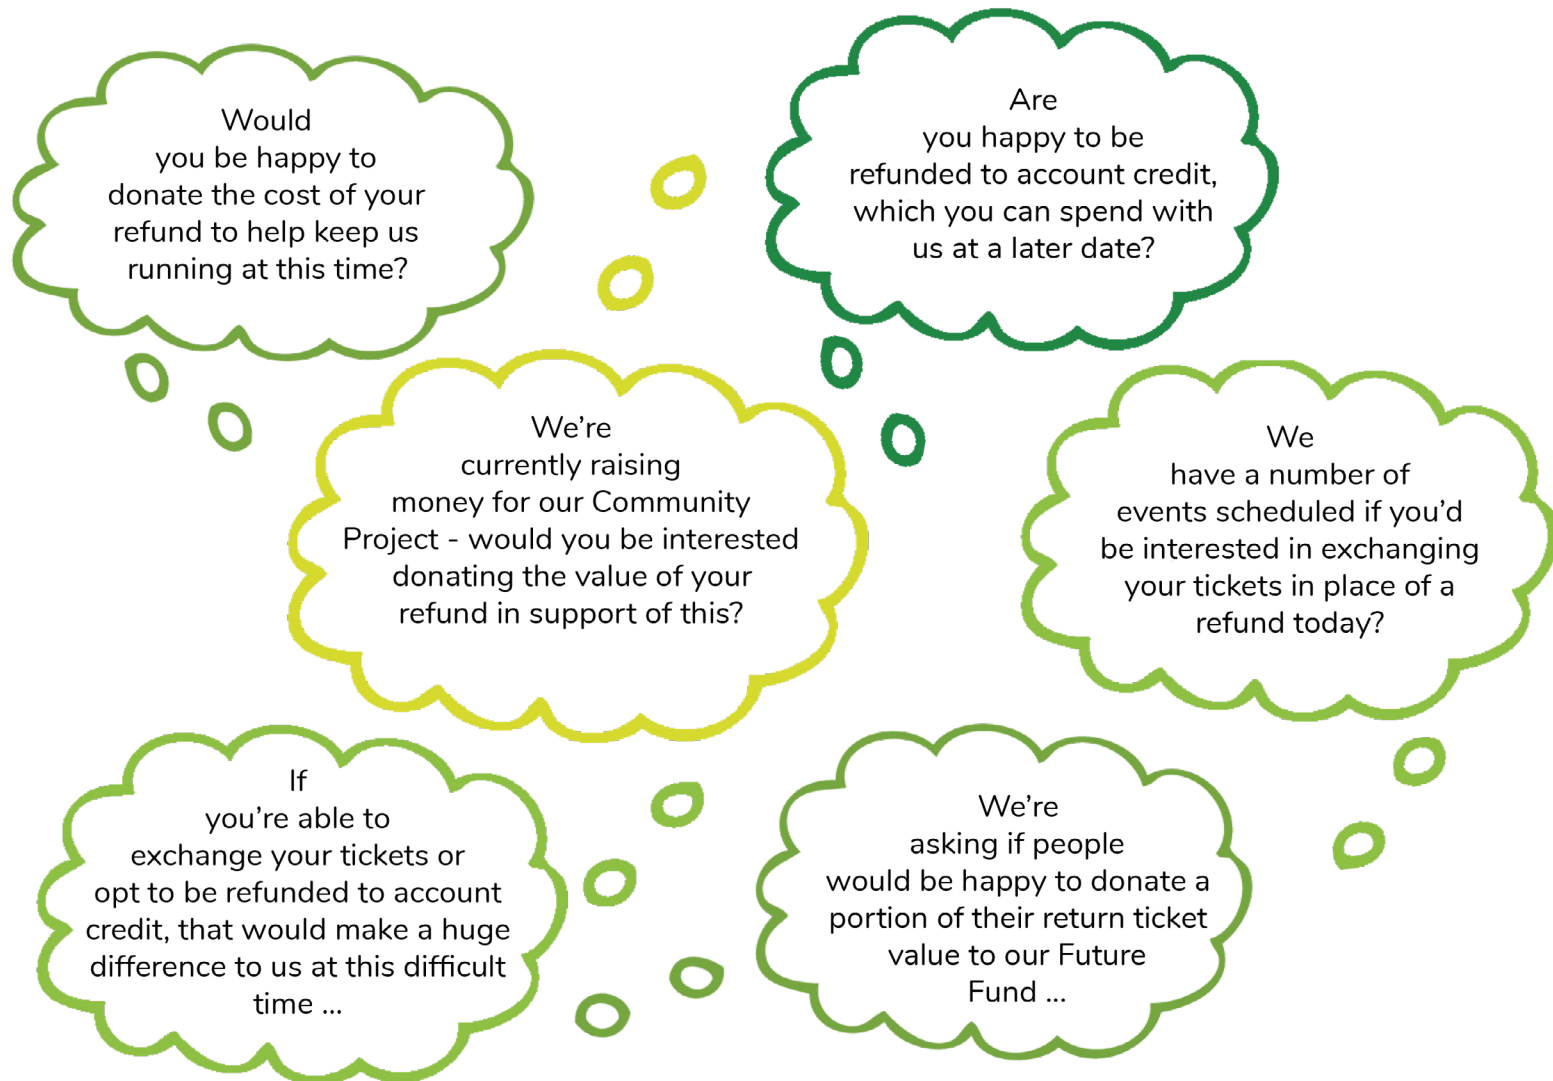 Would
you be happy to
donate the cost of your
refund to help keep us
running at this time?
Are
you happy to be
refunded to account credit,
which you can spend with
us at a later date?
We’re
currently raising
money for our Community
Project - would you be interested
donating the value of your
refund in support of this?
We
have a number of
events scheduled if you’d
be interested in exchanging
your tickets in place of a
refund today?
If
you’re able to
exchange your tickets or
opt to be refunded to account
credit, that would make a huge
difference to us at this difficult
time ...
We’re
asking if people
would be happy to donate a
portion of their return ticket
value to our Future
Fund ...